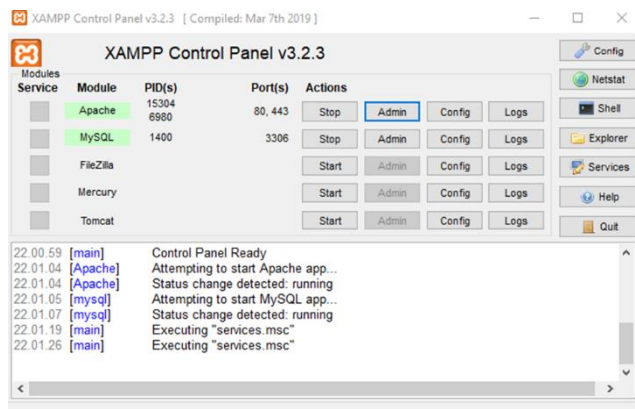 XAMPP Control Panel v3.2.3 [ Compiled: Mar 7th 2019 ]
XAMPP Control Panel v3.2.3
Config
Modules
Service Module PID(s) Port(s) Actions
Netstat
Apache 15304 6980 80, 443 Stop Admin Config Logs
Shell
MySQL 1400 3306 Stop Admin Config Logs
Explorer
FileZilla Start Admin Config Logs
Services
Mercury Start Admin Config Logs
Help
Tomcat Start Admin Config Logs
Quit
22.00.59 [main] Control Panel Ready
22.01.04 [Apache] Attempting to start Apache app...
22.01.04 [Apache] Status change detected: running
22.01.05 [mysql] Attempting to start MySQL app...
22.01.07 [mysql] Status change detected: running
22.01.19 [main] Executing "services.msc"
22.01.26 [main] Executing "services.msc"